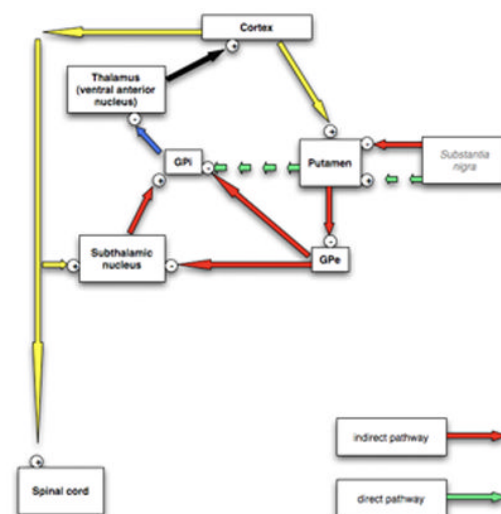 Cortex
+
Thalamus
(ventral anterior
nucleus)
-
+
-
GPi
-
Putamen
+
Substantia
nigra
+
Subthalamic
nucleus
+
-
-
GPe
+
Spinal cord
indirect pathway
direct pathway